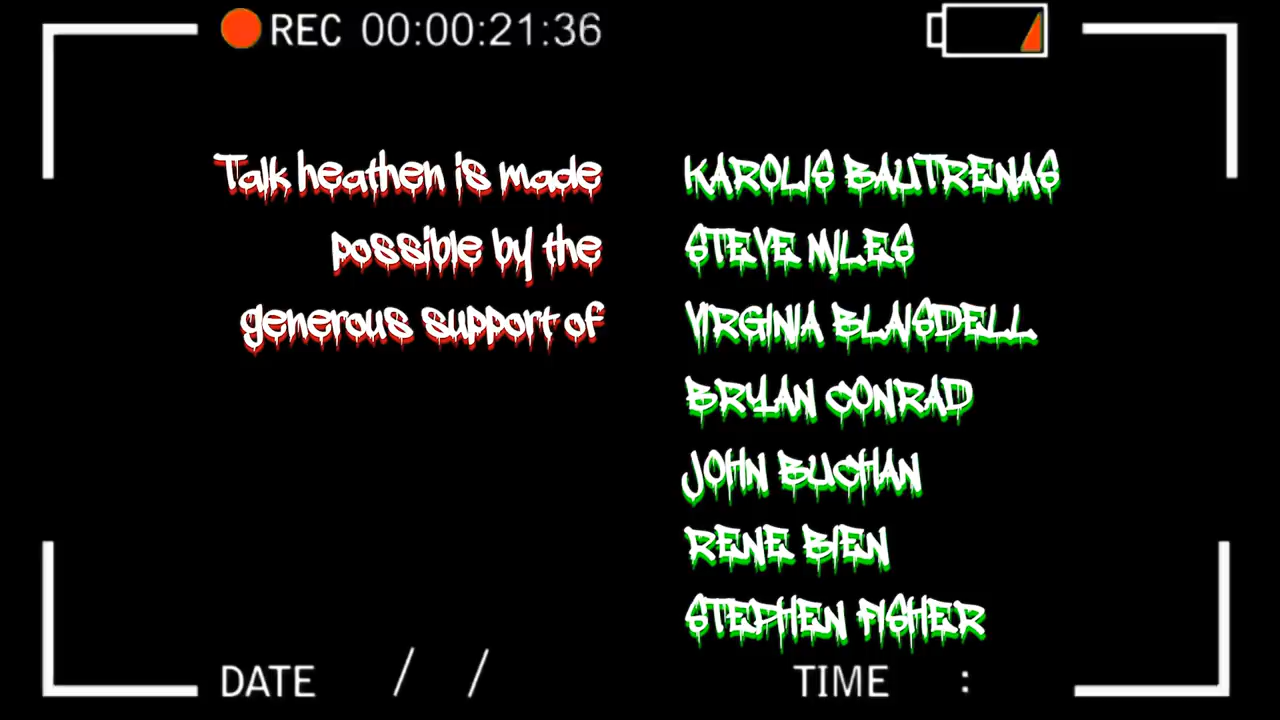 REC 00:00:21:36
Talk heathen is made
possible by the
generous support of
KAROLIS BAUTRENAS
STEVE MYLES
VIRGINIA BLAISDELL
BRYAN CONRAD
JOHN BUCHAN
RENE BIEN
STEPHEN FISHER
DATE / /
TIME :